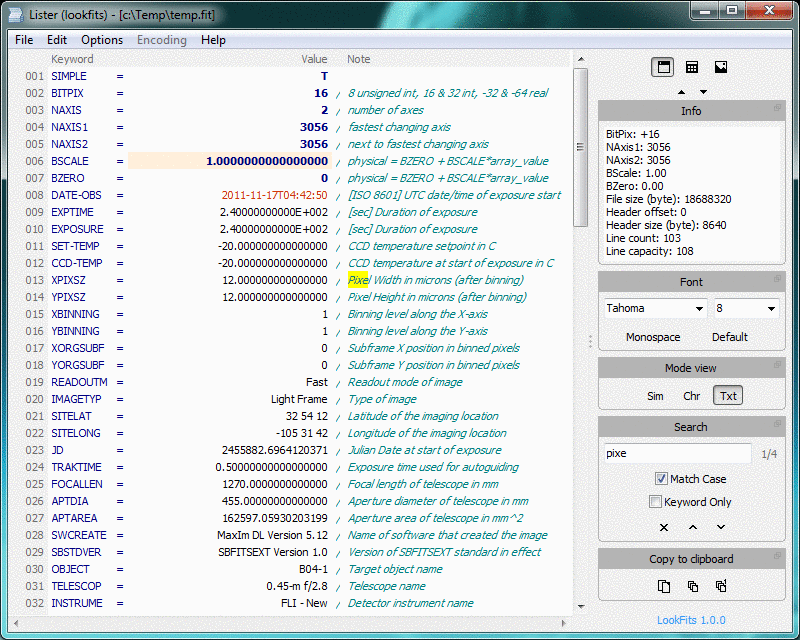 Lister (lookfits) - [c:\Temp\temp.fit]
File Edit Options Encoding Help
Keyword Value Note
001 SIMPLE = T
002 BITPIX = 16 / 8 unsigned int, 16 & 32 int, -32 & -64 real
003 NAXIS = 2 / number of axes
004 NAXIS1 = 3056 / fastest changing axis
005 NAXIS2 = 3056 / next to fastest changing axis
006 BSCALE = 1.0000000000000000 / physical = BZERO + BSCALE*array_value
007 BZERO = 0 / physical = BZERO + BSCALE*array_value
008 DATE-OBS = 2011-11-17T04:42:50 / [ISO 8601] UTC date/time of exposure start
009 EXPTIME = 2.40000000000E+002 / [sec] Duration of exposure
010 EXPOSURE = 2.40000000000E+002 / [sec] Duration of exposure
011 SET-TEMP = -20.000000000000000 / CCD temperature setpoint in C
012 CCD-TEMP = -20.000000000000000 / CCD temperature at start of exposure in C
013 XPIXSZ = 12.000000000000000 / Pixel Width in microns (after binning)
014 YPIXSZ = 12.000000000000000 / Pixel Height in microns (after binning)
015 XBINNING = 1 / Binning level along the X-axis
016 YBINNING = 1 / Binning level along the Y-axis
017 XORGSUBF = 0 / Subframe X position in binned pixels
018 YORGSUBF = 0 / Subframe Y position in binned pixels
019 READOUTM = Fast / Readout mode of image
020 IMAGETYP = Light Frame / Type of image
021 SITELAT = 32 54 12 / Latitude of the imaging location
022 SITELONG = -105 31 42 / Longitude of the imaging location
023 JD = 2455882.6964120371 / Julian Date at start of exposure
024 TRAKTIME = 0.5000000000000000 / Exposure time used for autoguiding
025 FOCALLEN = 1270.0000000000000 / Focal length of telescope in mm
026 APTDIA = 455.00000000000000 / Aperture diameter of telescope in mm
027 APTAREA = 162597.05930203199 / Aperture area of telescope in mm^2
028 SWCREATE = MaxIm DL Version 5.12 / Name of software that created the image
029 SBSTDVER = SBFITSEXT Version 1.0 / Version of SBFITSEXT standard in effect
030 OBJECT = B04-1 / Target object name
031 TELESCOP = 0.45-m f/2.8 / Telescope name
032 INSTRUME = FLI - New / Detector instrument name
Info
BitPix: +16
NAxis1: 3056
NAxis2: 3056
BScale: 1.00
BZero: 0.00
File size (byte): 18688320
Header offset: 0
Header size (byte): 8640
Line count: 103
Line capacity: 108
Font
Tahoma 8
Monospace Default
Mode view
Sim Chr Txt
Search
pixe 1/4
Match Case
Keyword Only
Copy to clipboard
LookFits 1.0.0